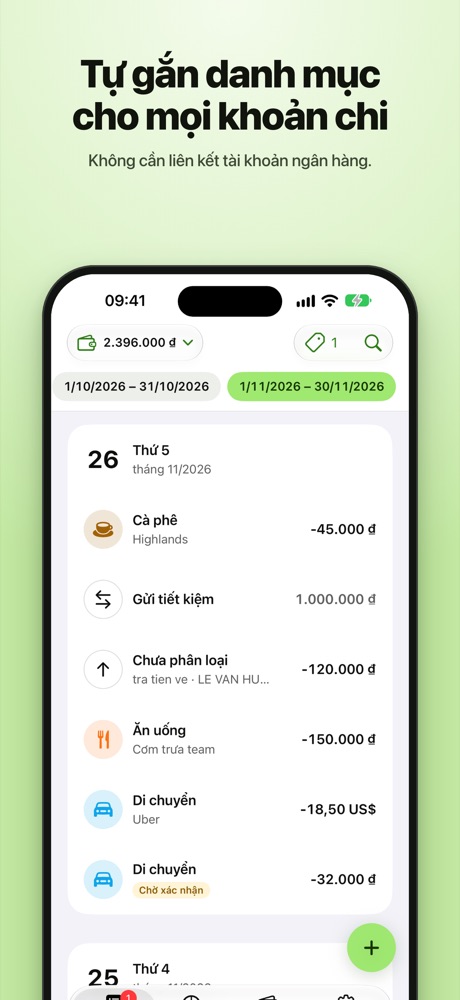 Tự gắn danh mục
cho mọi khoản chi
Không cần liên kết tài khoản ngân hàng.
09:41
2.396.000 ₫
1
1/10/2026 – 31/10/2026
1/11/2026 – 30/11/2026
26
Thứ 5
tháng 11/2026
Cà phê
Highlands
-45.000 ₫
Gửi tiết kiệm
1.000.000 ₫
Chưa phân loại
tra tien ve · LE VAN HU...
-120.000 ₫
Ăn uống
Cơm trưa team
-150.000 ₫
Di chuyển
Uber
-18,50 US$
Di chuyển
Chờ xác nhận
-32.000 ₫
25
Thứ 4
1